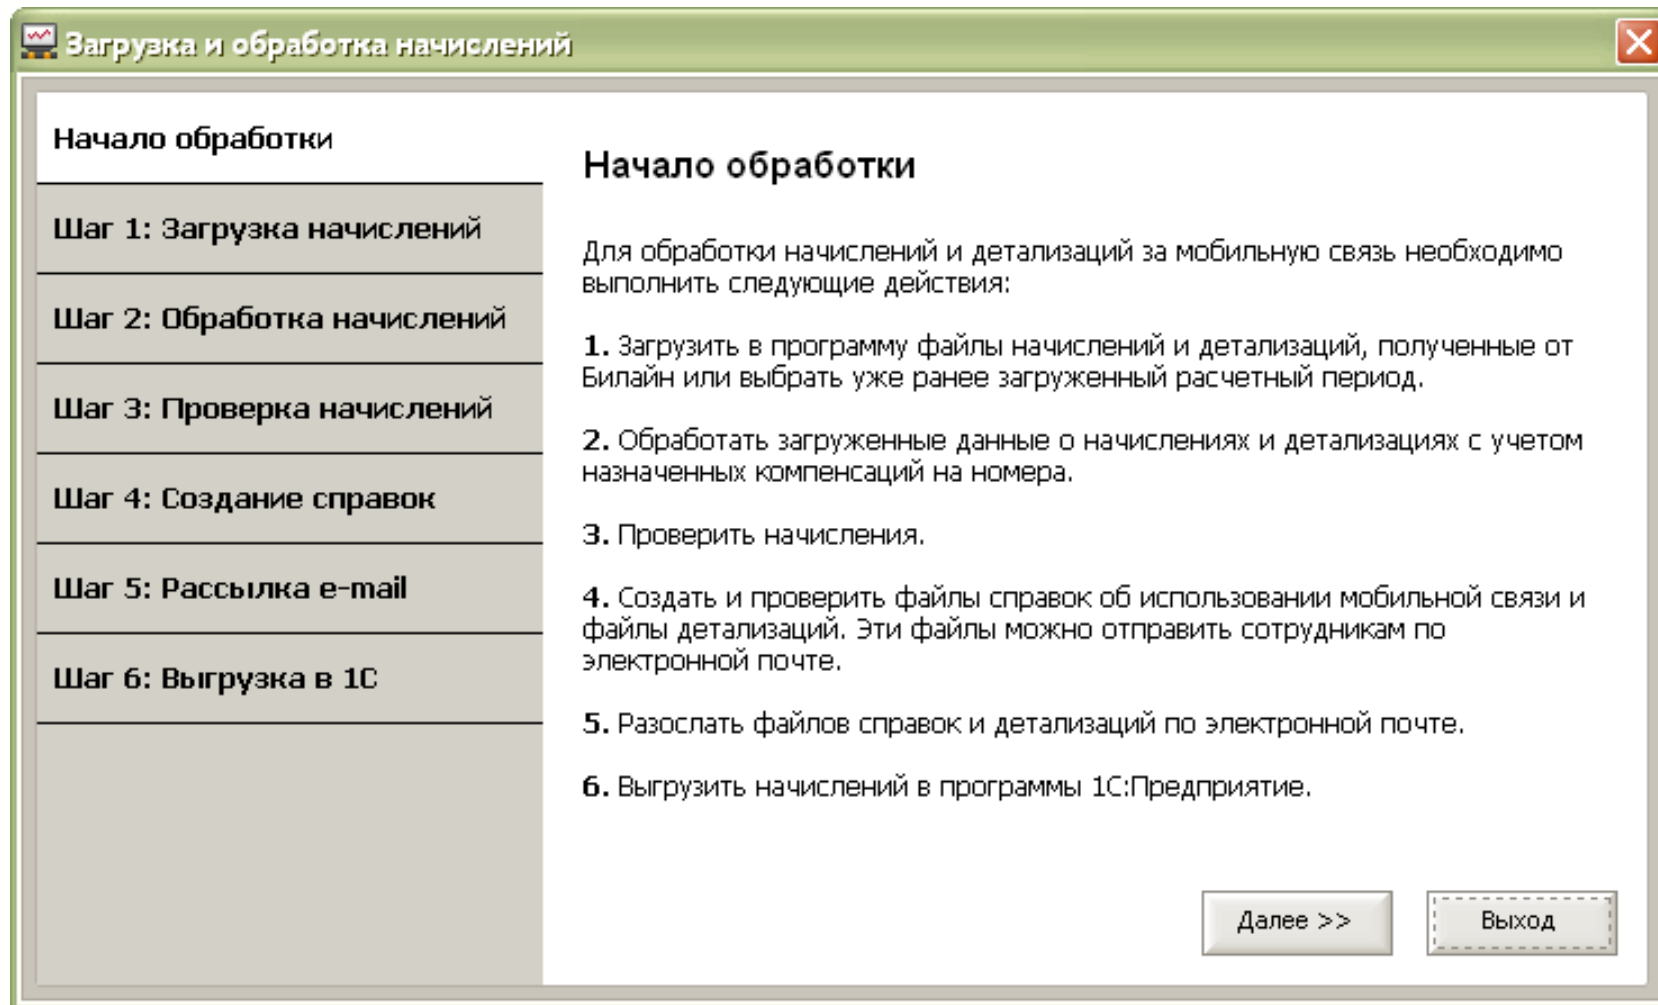 Загрузка и обработка начислений
Начало обработки
Шаг 1: Загрузка начислений
Шаг 2: Обработка начислений
Шаг 3: Проверка начислений
Шаг 4: Создание справок
Шаг 5: Рассылка e-mail
Шаг 6: Выгрузка в 1С
Начало обработки
Для обработки начислений и детализаций за мобильную связь необходимо
выполнить следующие действия:
1. Загрузить в программу файлы начислений и детализаций, полученные от
Билайн или выбрать уже ранее загруженный расчетный период.
2. Обработать загруженные данные о начислениях и детализациях с учетом
назначенных компенсаций на номера.
3. Проверить начисления.
4. Создать и проверить файлы справок об использовании мобильной связи и
файлы детализаций. Эти файлы можно отправить сотрудникам по
электронной почте.
5. Разослать файлов справок и детализаций по электронной почте.
6. Выгрузить начислений в программы 1С:Предприятие.
Далее >>
Выход